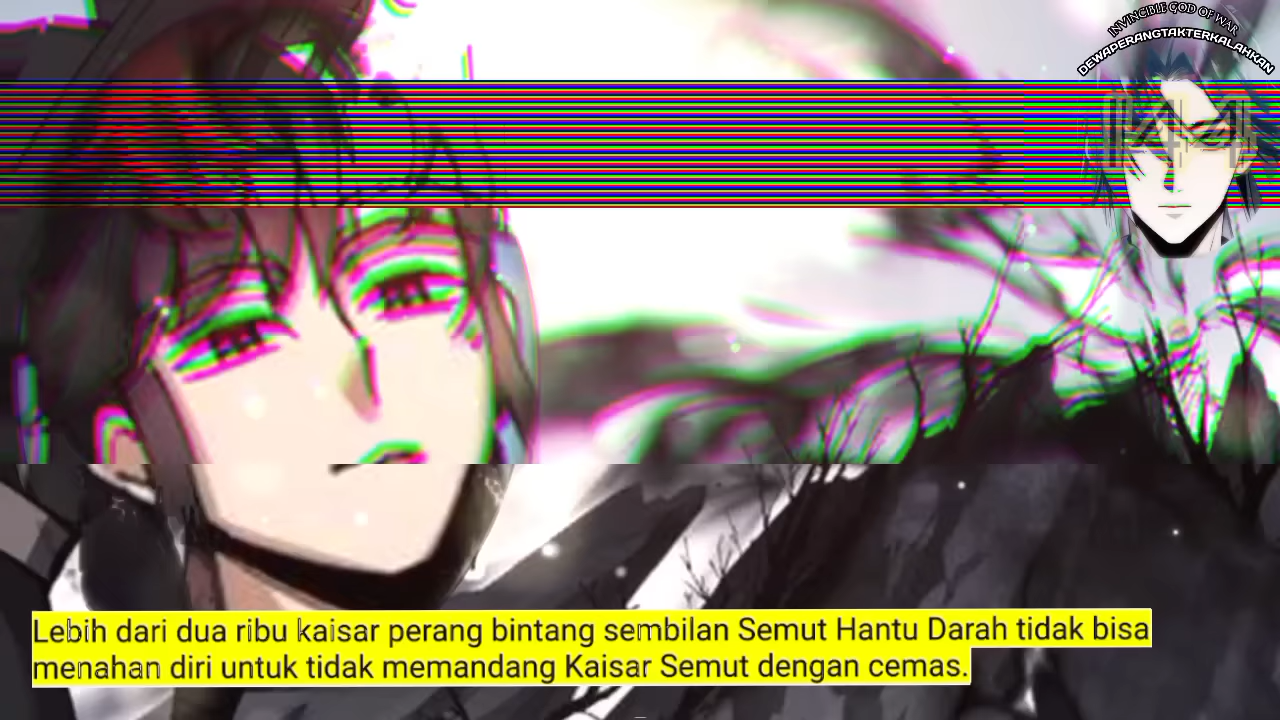 INVINCIBLE GOD OF WAR
DEWAPERANGTAKTERKALAHKAN
Lebih dari dua ribu kaisar perang bintang sembilan Semut Hantu Darah tidak bisa
menahan diri untuk tidak memandang Kaisar Semut dengan cemas.